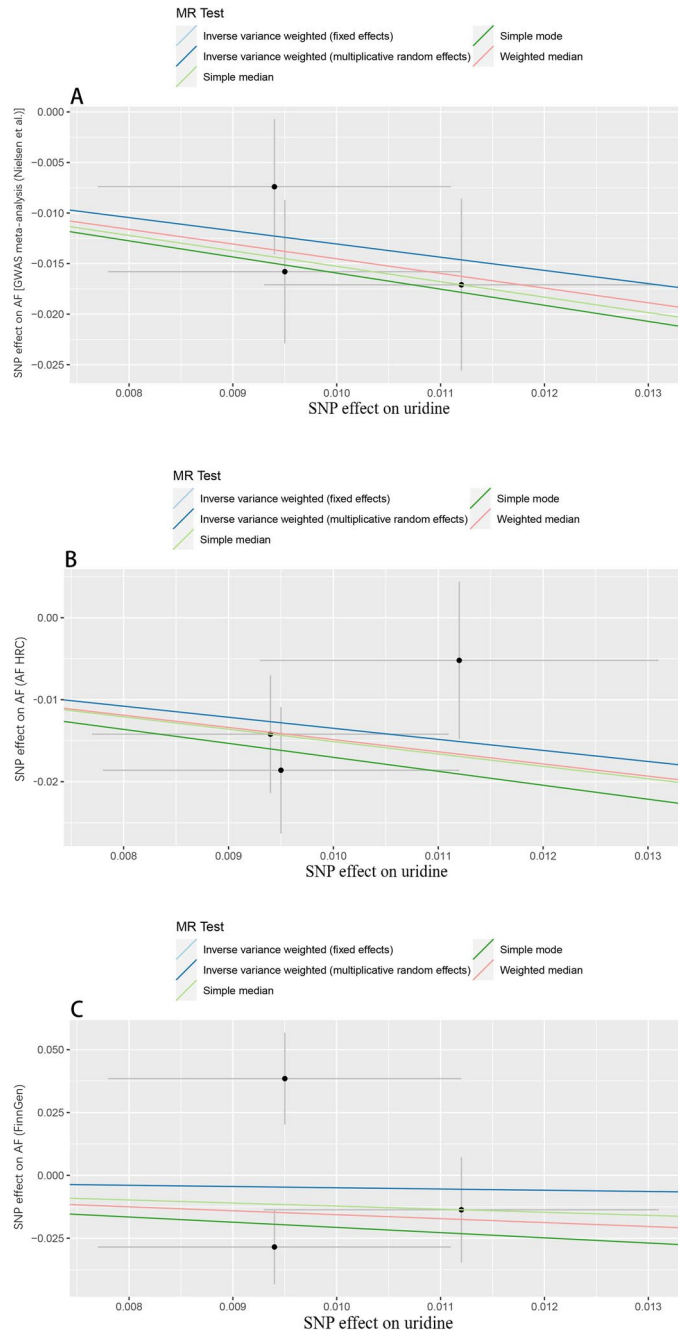 MR Test
Inverse variance weighted (fixed effects)
Simple mode
Inverse variance weighted (multiplicative random effects)
Weighted median
Simple median
A
SNP effect on AF [GWAS meta-analysis (Nielsen et al.)]
0.000
−0.005
−0.010
−0.015
−0.020
−0.025
0.008 0.009 0.010 0.011 0.012 0.013
SNP effect on uridine
MR Test
Inverse variance weighted (fixed effects)
Simple mode
Inverse variance weighted (multiplicative random effects)
Weighted median
Simple median
B
SNP effect on AF (AF HRC)
0.00
−0.01
−0.02
0.008 0.009 0.010 0.011 0.012 0.013
SNP effect on uridine
MR Test
Inverse variance weighted (fixed effects)
Simple mode
Inverse variance weighted (multiplicative random effects)
Weighted median
Simple median
C
SNP effect on AF (FinnGen)
0.050
0.025
0.000
−0.025
0.008 0.009 0.010 0.011 0.012 0.013
SNP effect on uridine